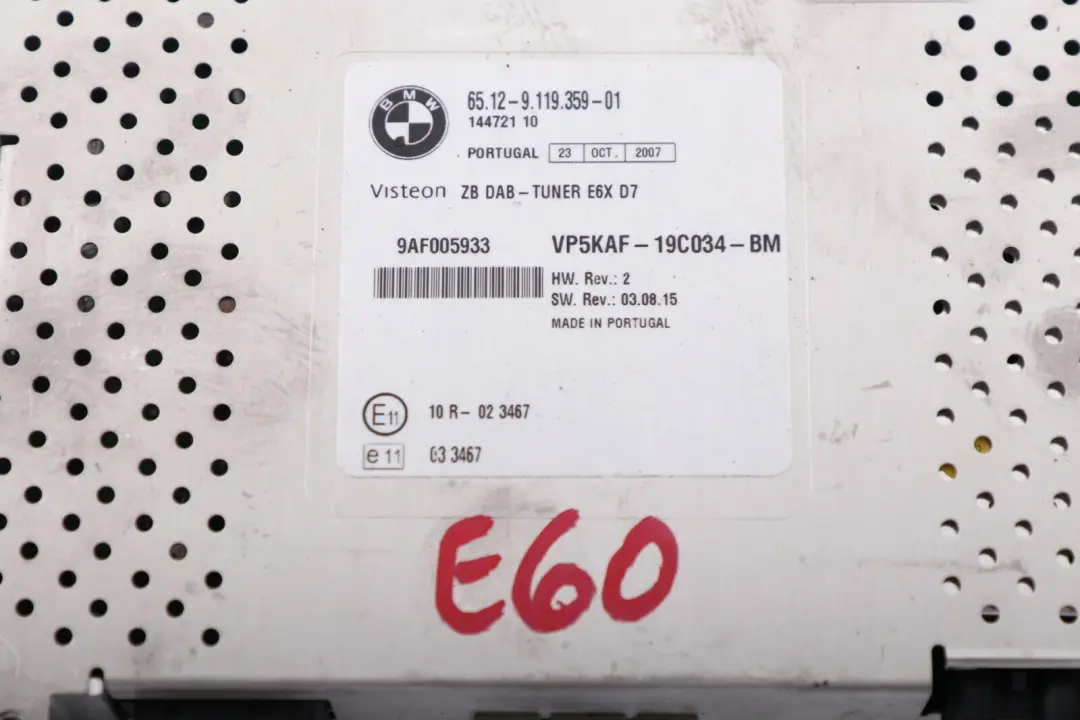 BMW
65.12-9.119.359-01
144721 10
PORTUGAL 23 OCT. 2007
Visteon ZB DAB-TUNER E6X D7
9AF005933 VP5KAF-19C034-BM
HW. Rev.: 2
SW. Rev.: 03.08.15
MADE IN PORTUGAL
E11 10 R- 02 3467
e 11 03 3467
E60